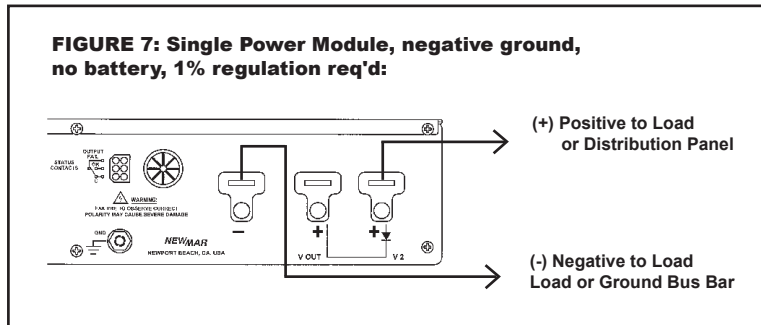 FIGURE 7: Single Power Module, negative ground,
no battery, 1% regulation req'd:
(+) Positive to Load
or Distribution Panel
OUTPUT
FAIL
OK
STATUS
CONTACTS
C
WARNING:
FAILURE TO OBSERVE CORRECT
POLARITY MAY CAUSE SEVERE DAMAGE
GND
NEWMAR
NEWPORT BEACH, CA. USA
–
+
+
V OUT
V 2
(-) Negative to Load
Load or Ground Bus Bar